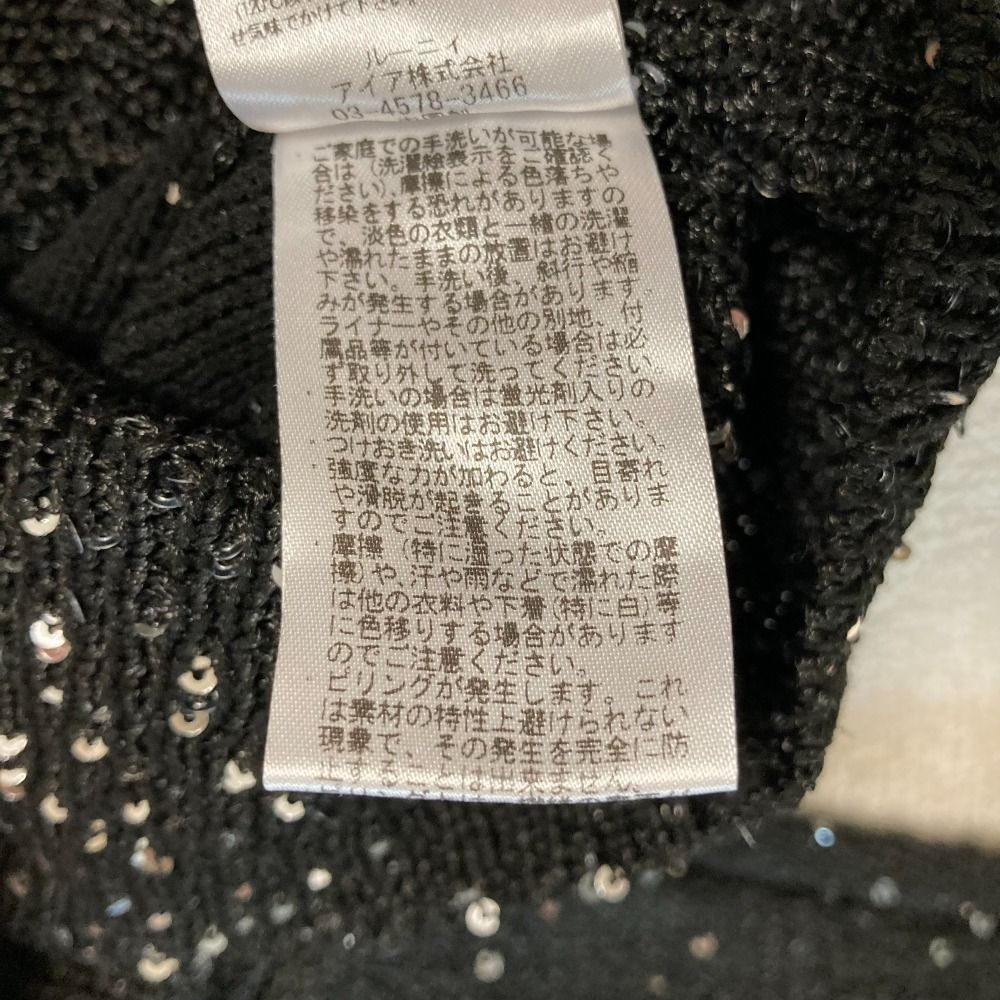 せ気味でかけて下さい
ルーニィ
アイア株式会社
03-4578-3466
ご家庭での手洗いが可能な場
合は(洗濯絵表示をご確認く
ださい)、摩擦により色落ちや
移染を恐れがあります。
で、淡色衣類と一緒の洗濯
や濡れたままの放置はお避け
下さい。手洗い後、斜行や縮
みが発生する場合があります。
ライナーやその他の別地付
属品等が付いている場合は必
ず取り外して洗ってください
手洗いの場合は蛍光剤入りの
洗剤の使用はお避け下さい。
つけおき洗いはお避けください。
強度な力が加わると、目寄れ
や滑脱が起きることがありま
すので、ご注意ください。
摩擦(特に湿った状態での摩
擦)や、汗や雨などで濡れた際
は他の衣料や下着(特に白)等
に色移りする場合があります
のでご注意ください。
ピリングが発生します。これ
は素材の特性上避けられない
現象で、その発生を完全に防